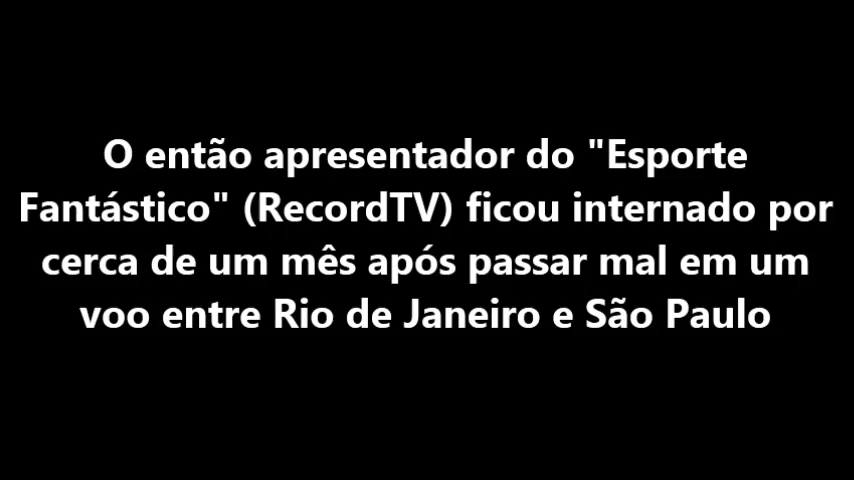 O então apresentador do "Esporte
Fantástico" (RecordTV) ficou internado por
cerca de um mês após passar mal em um
voo entre Rio de Janeiro e São Paulo